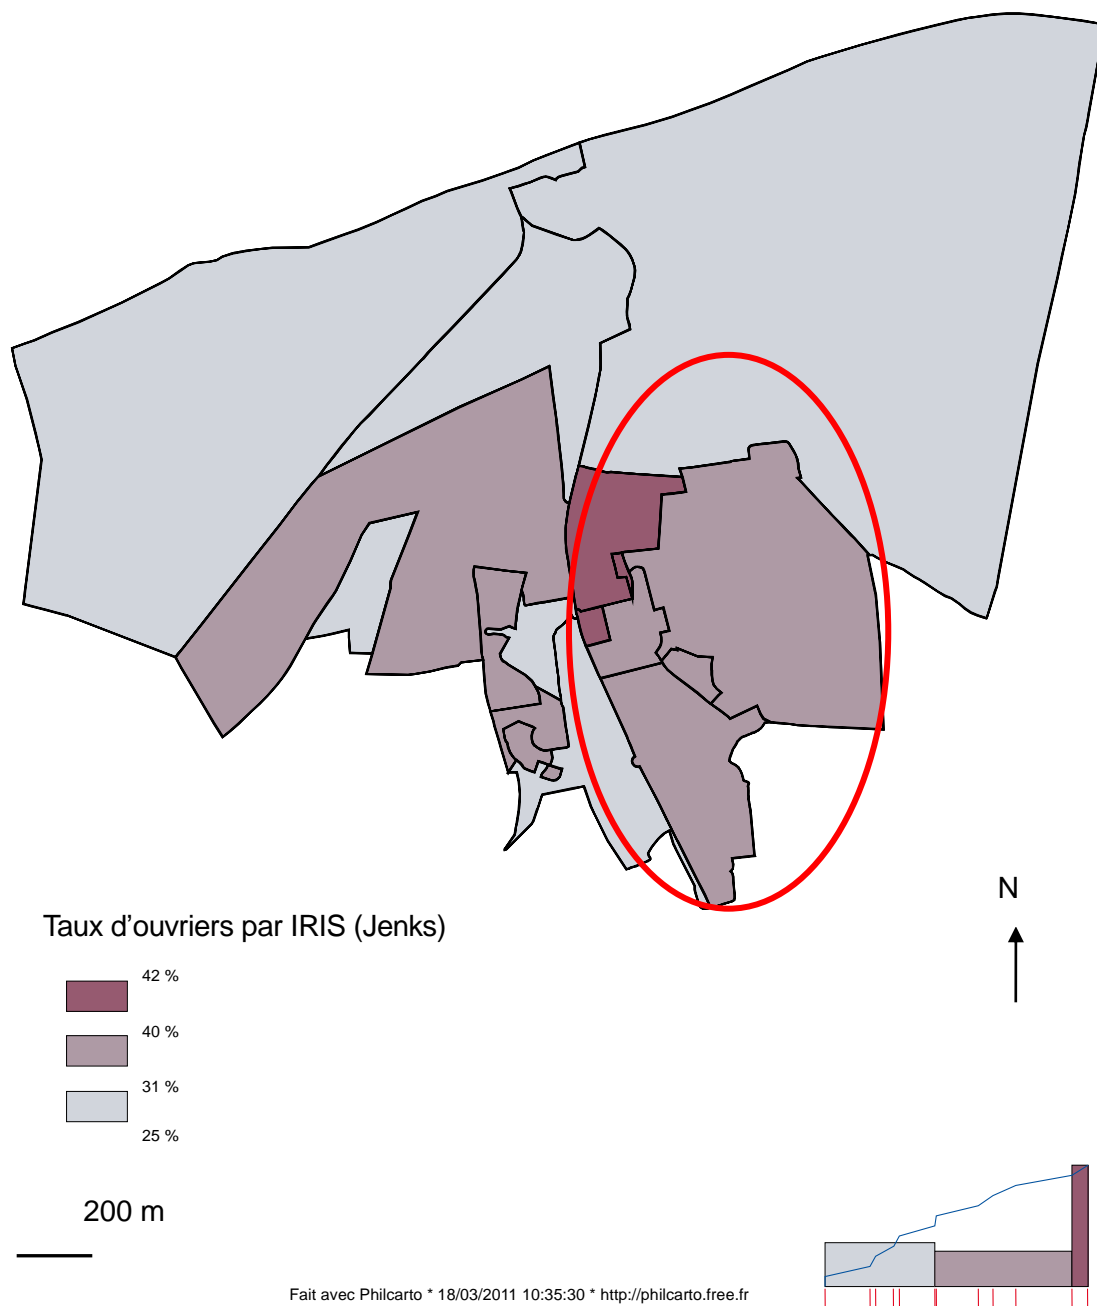 N
Taux d'ouvriers par IRIS (Jenks)
42 %
40 %
31 %
25 %
200 m
Fait avec Philcarto * 18/03/2011 10:35:30 * http://philcarto.free.fr